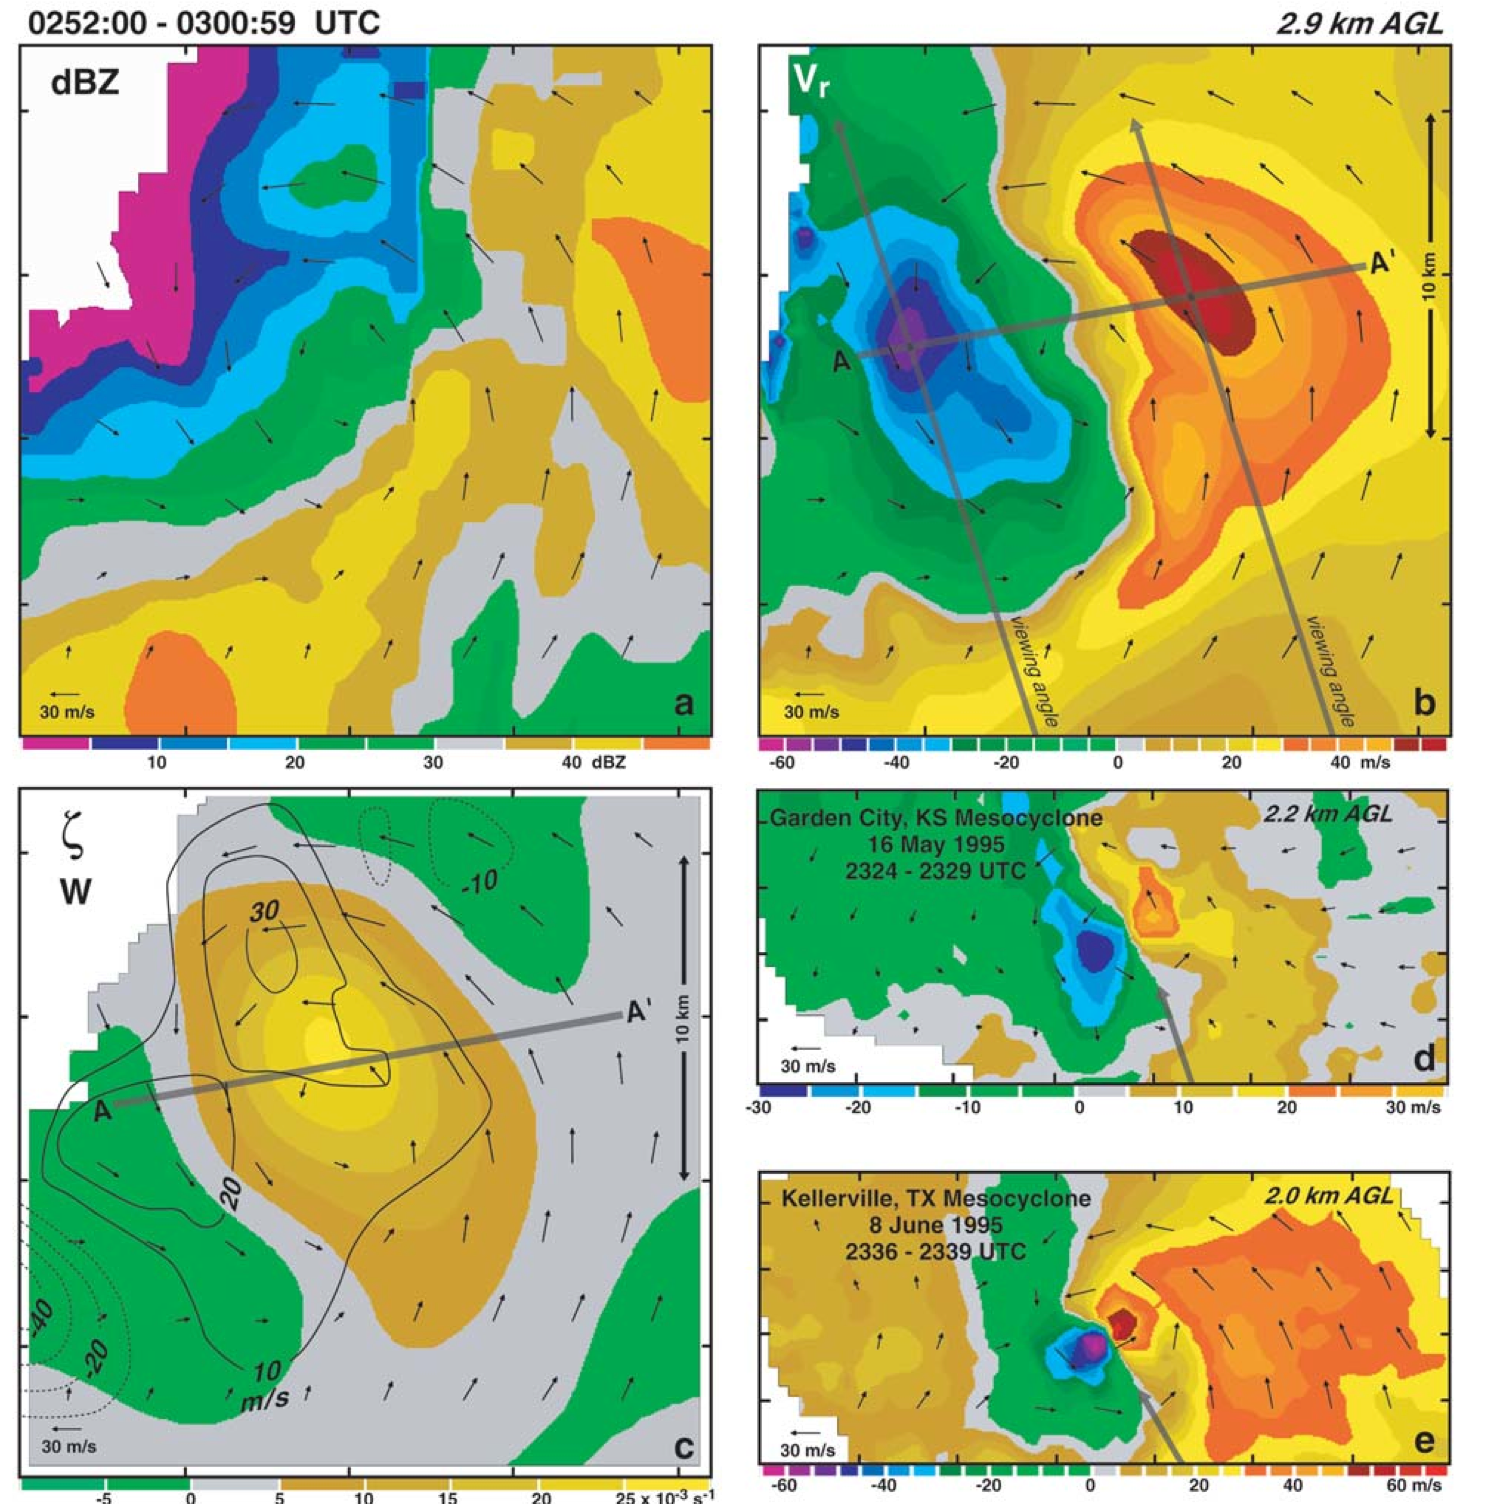 0252:00 - 0300:59 UTC
2.9 km AGL
dBZ
30 m/s
a
10 20 30 40 dBZ
Vr
A
A'
10 km
viewing angle
viewing angle
30 m/s
b
-60 -40 -20 0 20 40 m/s
ζ
W
-10
30
A'
10 km
A
20
-40
-20
10
m/s
30 m/s
c
-5 0 5 10 15 20 25 x 10⁻³ s⁻¹
Garden City, KS Mesocyclone
16 May 1995
2324 - 2329 UTC
2.2 km AGL
30 m/s
d
-30 -20 -10 0 10 20 30 m/s
Kellerville, TX Mesocyclone
8 June 1995
2336 - 2339 UTC
2.0 km AGL
30 m/s
e
-60 -40 -20 0 20 40 60 m/s